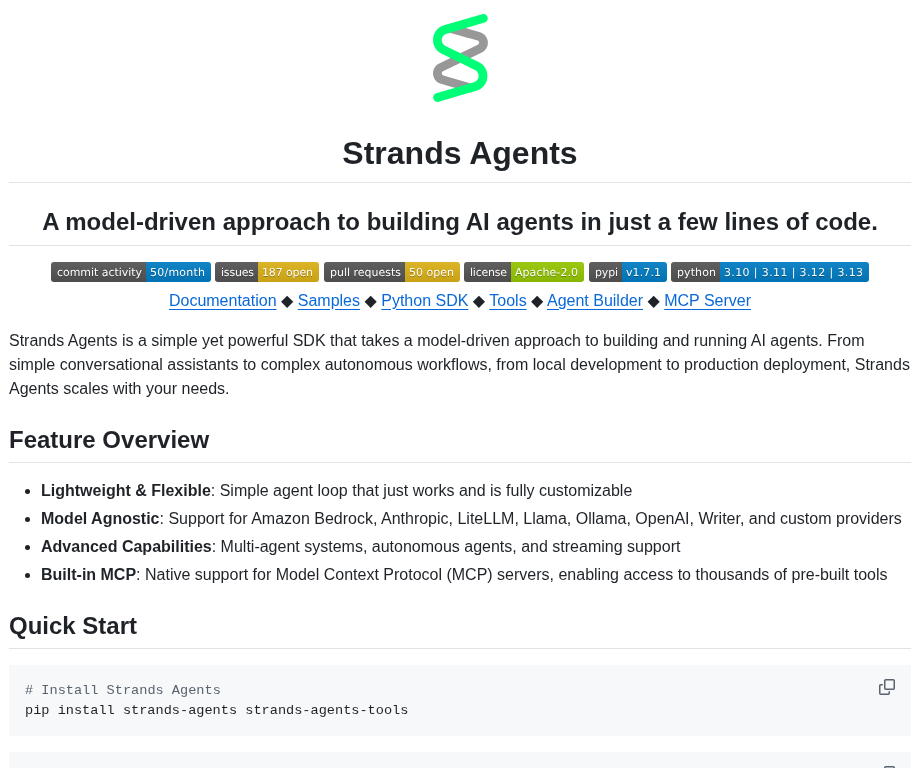 Strands Agents
A model-driven approach to building AI agents in just a few lines of code.
commit activity 50/month issues 187 open pull requests 50 open license Apache-2.0 pypi v1.7.1 python 3.10 | 3.11 | 3.12 | 3.13
Documentation ◆ Samples ◆ Python SDK ◆ Tools ◆ Agent Builder ◆ MCP Server
Strands Agents is a simple yet powerful SDK that takes a model-driven approach to building and running AI agents. From
simple conversational assistants to complex autonomous workflows, from local development to production deployment, Strands
Agents scales with your needs.
Feature Overview
• Lightweight & Flexible: Simple agent loop that just works and is fully customizable
• Model Agnostic: Support for Amazon Bedrock, Anthropic, LiteLLM, Llama, Ollama, OpenAI, Writer, and custom providers
• Advanced Capabilities: Multi-agent systems, autonomous agents, and streaming support
• Built-in MCP: Native support for Model Context Protocol (MCP) servers, enabling access to thousands of pre-built tools
Quick Start
# Install Strands Agents
pip install strands-agents strands-agents-tools